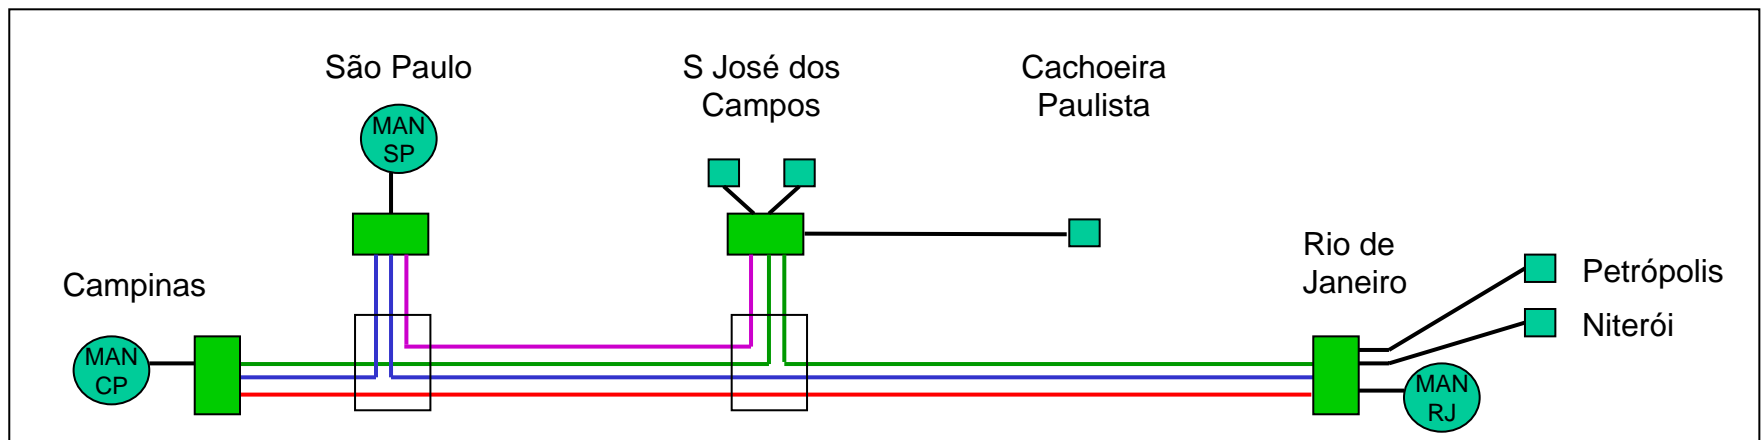 São Paulo
S José dos
Campos
Cachoeira
Paulista
MAN
SP
Rio de
Janeiro
Petrópolis
Niterói
Campinas
MAN
CP
MAN
RJ